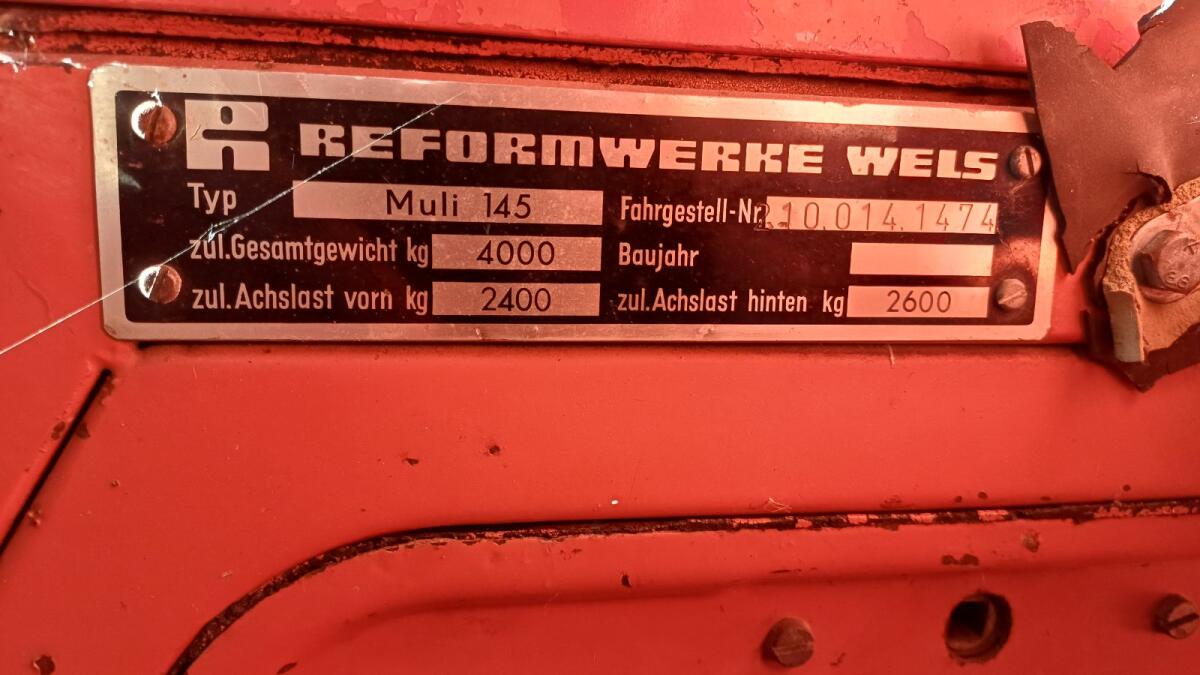 REFORMWERKE WELS
Typ Muli 145 Fahrgestell-Nr. 210.014.1474
zul.Gesamtgewicht kg 4000 Baujahr
zul.Achslast vorn kg 2400 zul.Achslast hinten kg 2600